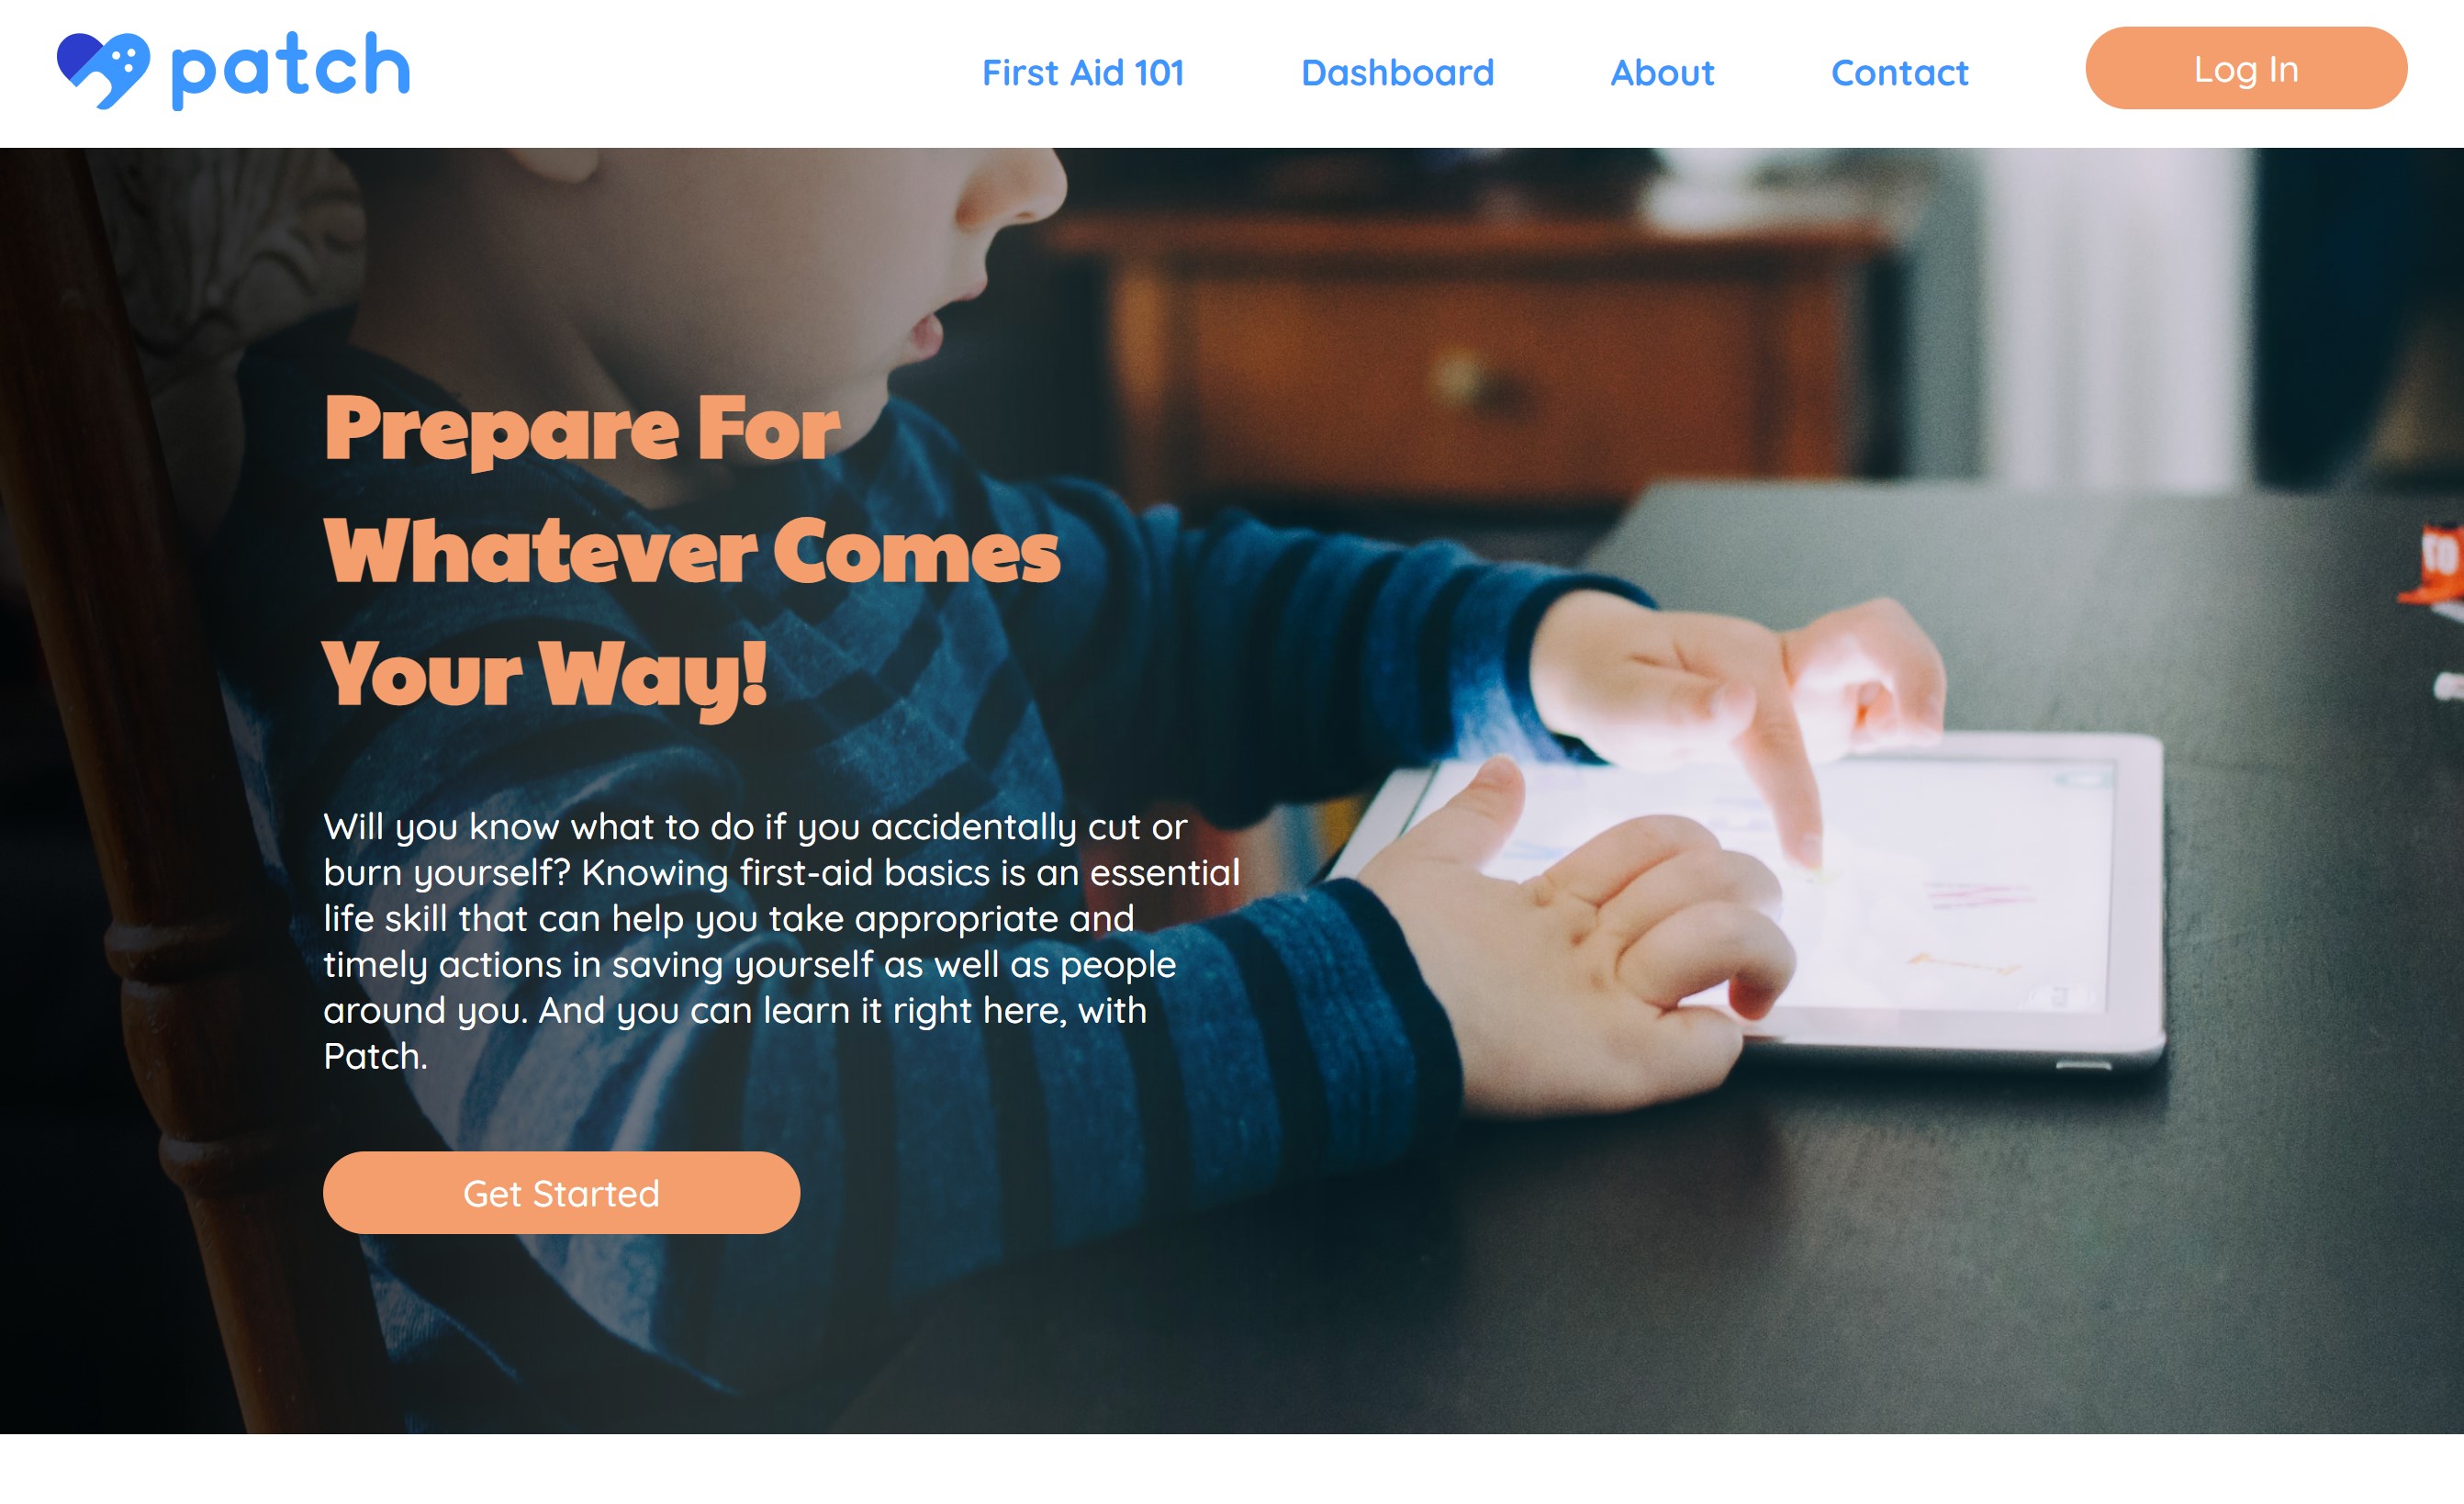 patch
First Aid 101
Dashboard
About
Contact
Log In
Prepare For
Whatever Comes
Your Way!
Will you know what to do if you accidentally cut or
burn yourself? Knowing first-aid basics is an essential
life skill that can help you take appropriate and
timely actions in saving yourself as well as people
around you. And you can learn it right here, with
Patch.
Get Started